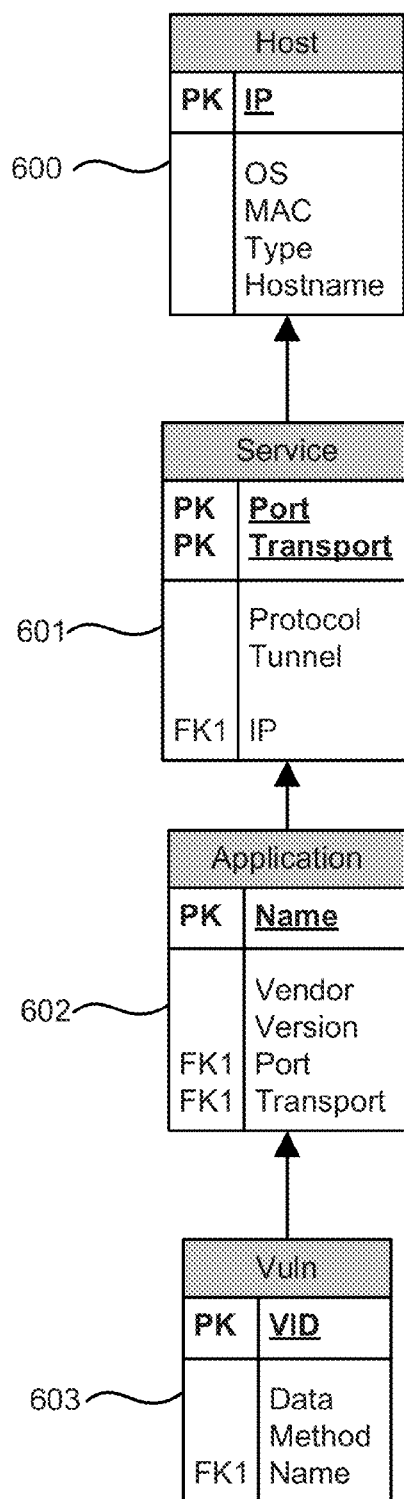 Host
PK IP
600
OS
MAC
Type
Hostname
Service
PK Port
PK Transport
601
Protocol
Tunnel
FK1 IP
Application
PK Name
602
Vendor
Version
FK1 Port
FK1 Transport
Vuln
PK VID
603
Data
Method
FK1 Name